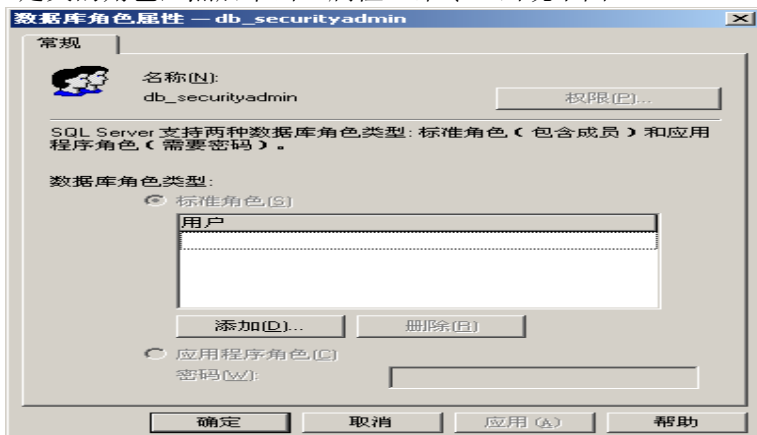 数据库角色属性 — db_securityadmin
常规
名称(N):
db_securityadmin
权限(P)...
SQL Server 支持两种数据库角色类型: 标准角色（包含成员）和应用
程序角色（需要密码）。
数据库角色类型:
标准角色(S)
用户
添加(D)...
删除(R)
应用程序角色(C)
密码(W):
确定
取消
应用(A)
帮助